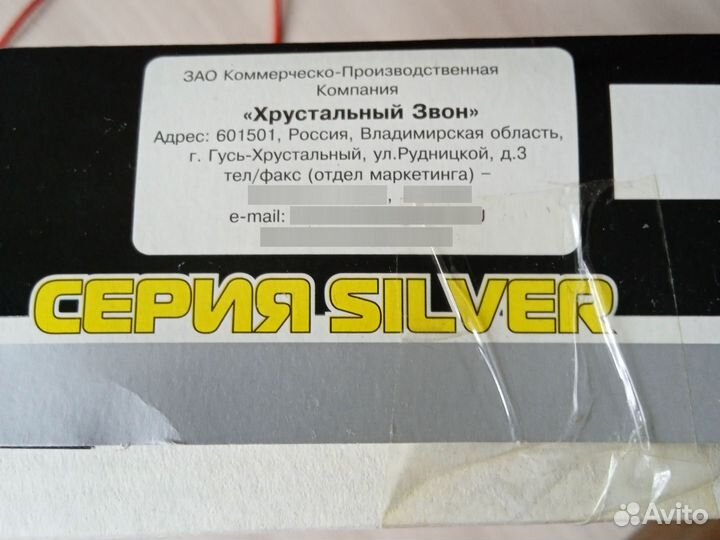 ЗАО Коммерческо-Производственная
Компания
«Хрустальный Звон»
Адрес: 601501, Россия, Владимирская область,
г. Гусь-Хрустальный, ул.Рудницкой, д.3
тел/факс (отдел маркетинга) –
,
e-mail:
СЕРИЯ SILVER
Avito